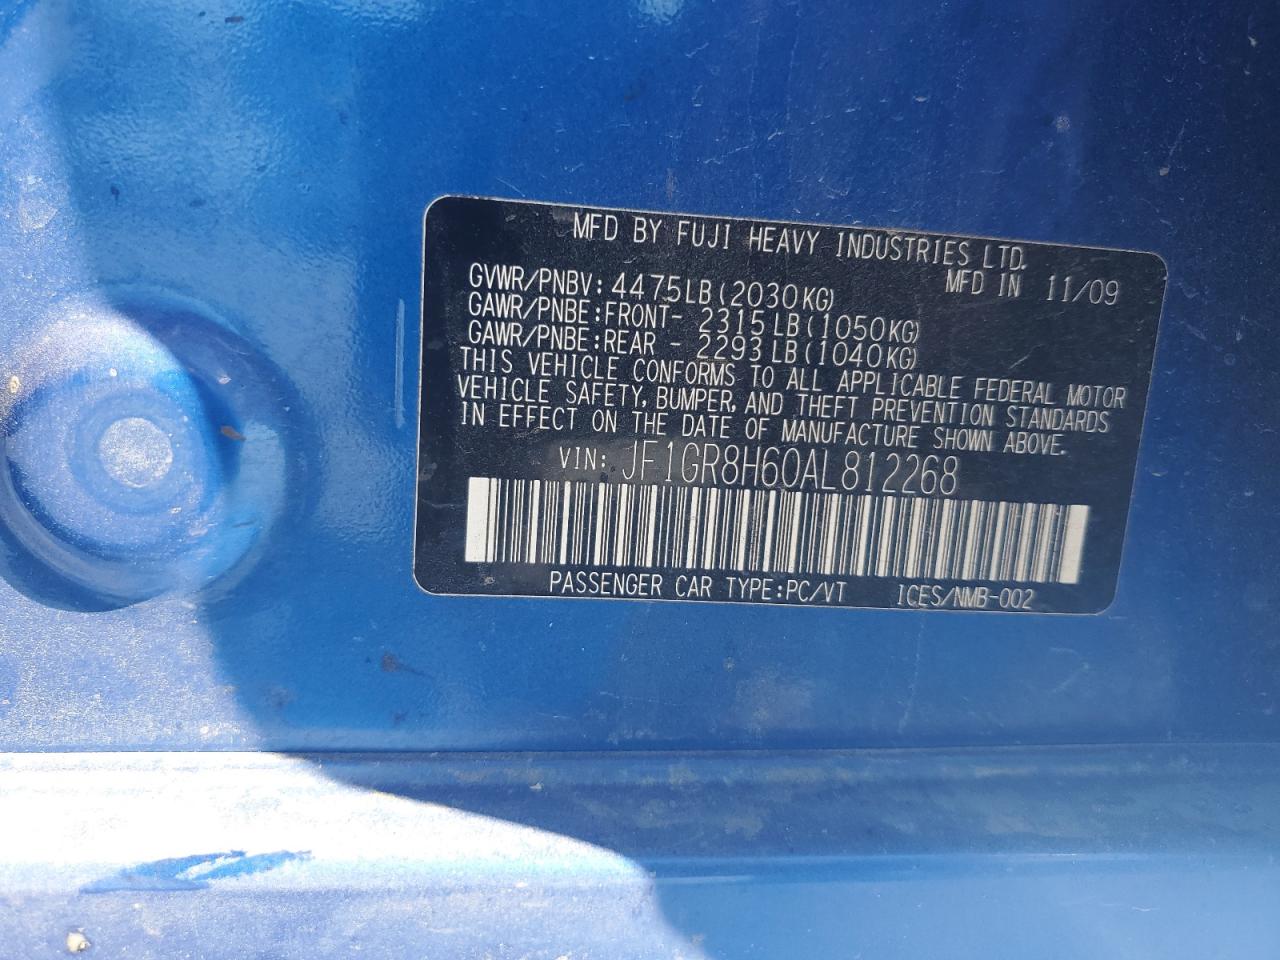 MFD BY FUJI HEAVY INDUSTRIES LTD.
MFD IN 11/09
GVWR/PNBV: 4475LB(2030KG)
GAWR/PNBE:FRONT- 2315LB(1050KG)
GAWR/PNBE:REAR - 2293LB(1040KG)
THIS VEHICLE CONFORMS TO ALL APPLICABLE FEDERAL MOTOR
VEHICLE SAFETY, BUMPER, AND THEFT PREVENTION STANDARDS
IN EFFECT ON THE DATE OF MANUFACTURE SHOWN ABOVE.
VIN: JF1GR8H60AL812268
PASSENGER CAR TYPE:PC/VT ICES/NMB-002